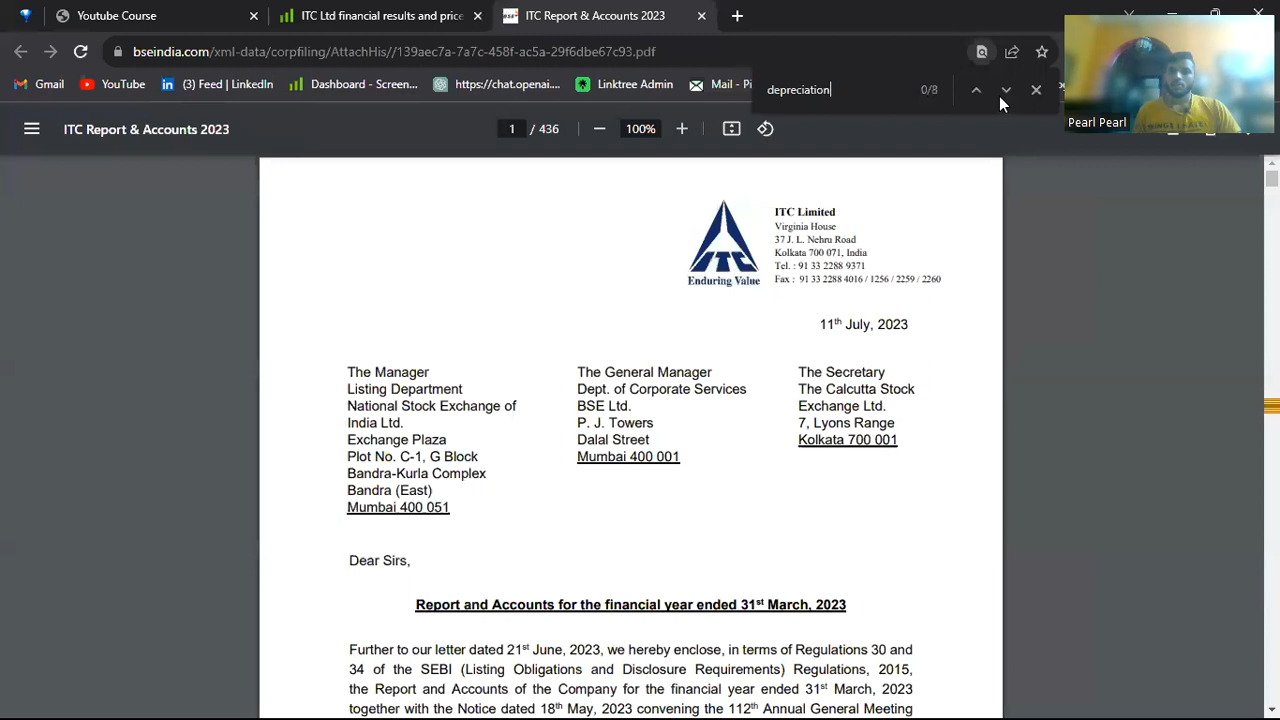 Youtube Course
ITC Ltd financial results and price
BSE
ITC Report & Accounts 2023
bseindia.com/xml-data/corpfiling/AttachHis//139aec7a-7a7c-458f-ac5a-29f6dbe67c93.pdf
Gmail
YouTube
(3) Feed | LinkedIn
Dashboard - Screen...
https://chat.openai....
Linktree Admin
Mail - Pi
depreciation
0/8
Pearl Pearl
ITC Report & Accounts 2023
1 / 436
100%
ITC
Enduring Value
ITC Limited
Virginia House
37 J. L. Nehru Road
Kolkata 700 071, India
Tel. : 91 33 2288 9371
Fax : 91 33 2288 4016 / 1256 / 2259 / 2260
11th July, 2023
The Manager
Listing Department
National Stock Exchange of
India Ltd.
Exchange Plaza
Plot No. C-1, G Block
Bandra-Kurla Complex
Bandra (East)
Mumbai 400 051
The General Manager
Dept. of Corporate Services
BSE Ltd.
P. J. Towers
Dalal Street
Mumbai 400 001
The Secretary
The Calcutta Stock
Exchange Ltd.
7, Lyons Range
Kolkata 700 001
Dear Sirs,
Report and Accounts for the financial year ended 31st March, 2023
Further to our letter dated 21st June, 2023, we hereby enclose, in terms of Regulations 30 and
34 of the SEBI (Listing Obligations and Disclosure Requirements) Regulations, 2015,
the Report and Accounts of the Company for the financial year ended 31st March, 2023
together with the Notice dated 18th May, 2023 convening the 112th Annual General Meeting